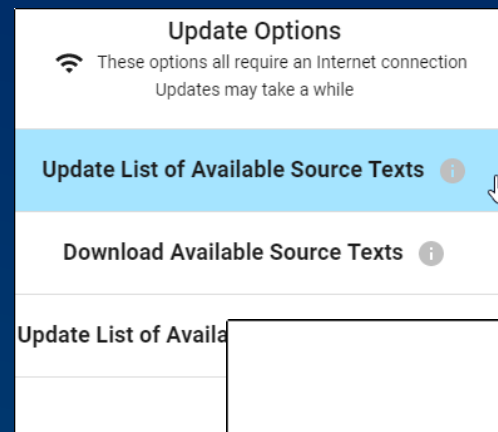 Update Options
These options all require an Internet connection
Updates may take a while
Update List of Available Source Texts
Download Available Source Texts
Update List of